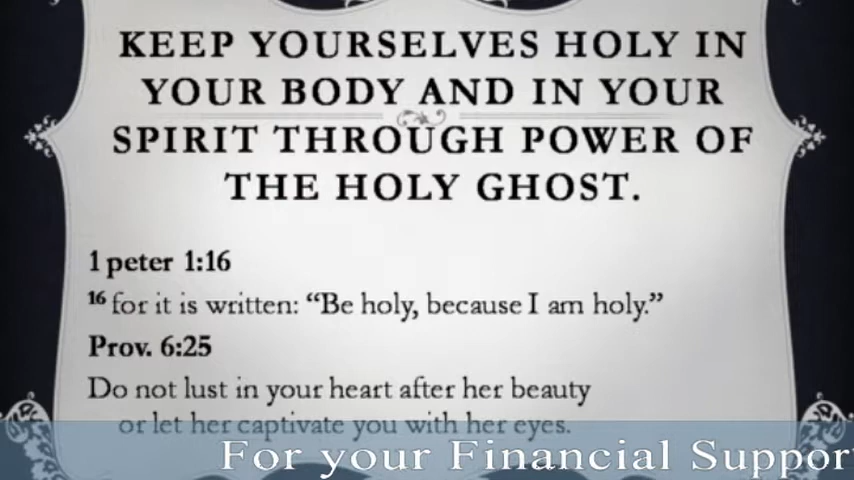 KEEP YOURSELVES HOLY IN
YOUR BODY AND IN YOUR
SPIRIT THROUGH POWER OF
THE HOLY GHOST.
1 peter 1:16
16 for it is written: “Be holy, because I am holy.”
Prov. 6:25
Do not lust in your heart after her beauty
or let her captivate you with her eyes.
For your Financial Suppor